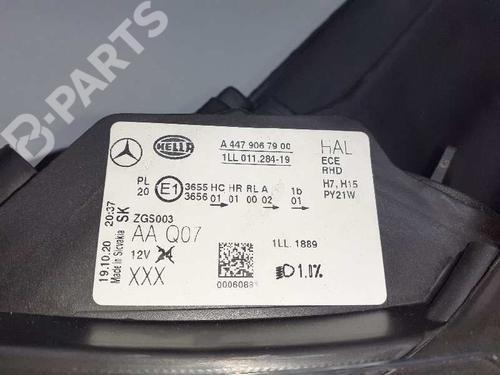 B-PARTS
HELLA
A 447 906 79 00
1LL 011.284-19
HAL
ECE
RHD
H7, H15
PY21W
PL
20
E1
3655 HC HR RL A 1b
3656 01 01 00 02 01
19.10.20 20:37
Made in Slovakia SK
ZGS003
AA Q07
12V 24
XXX
1LL. 1889
1.0%